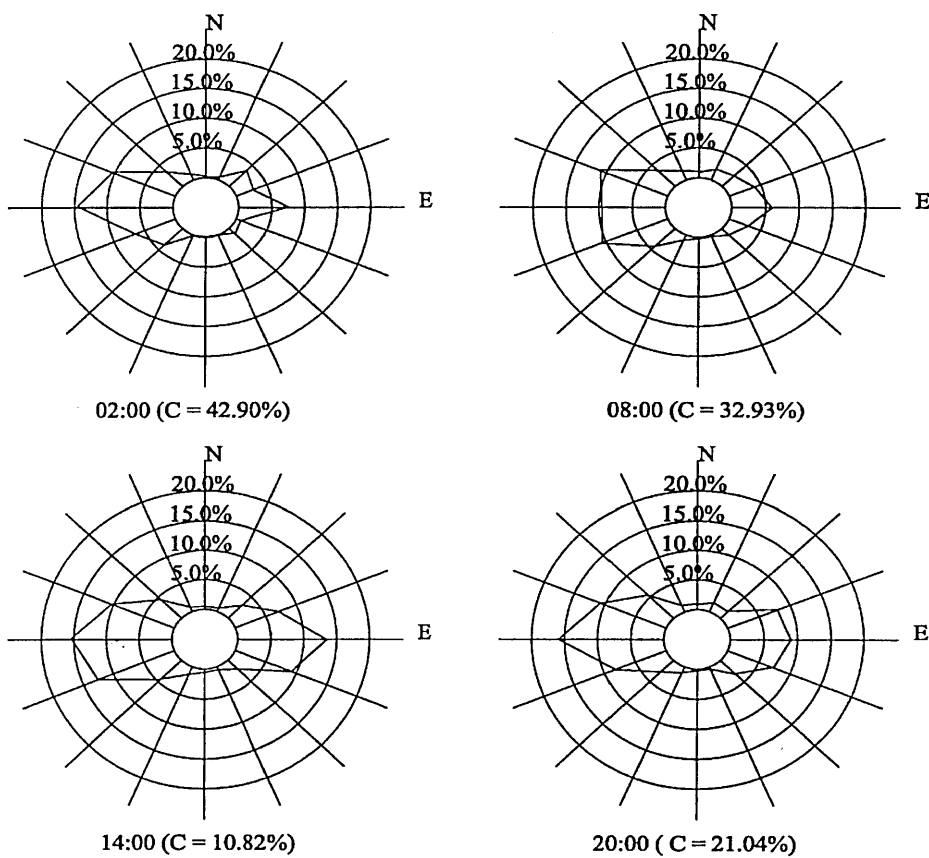 N
20.0%
15.0%
10.0%
5.0%
E
02:00 (C = 42.90%)
N
20.0%
15.0%
10.0%
5.0%
E
08:00 (C = 32.93%)
N
20.0%
15.0%
10.0%
5.0%
E
14:00 (C = 10.82%)
N
20.0%
15.0%
10.0%
5.0%
E
20:00 ( C = 21.04%)